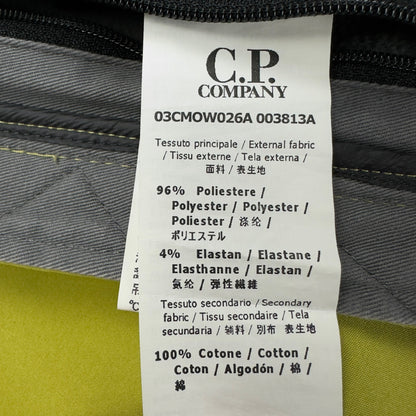 C.P.
COMPANY
03CMOW026A 003813A
Tessuto principale / External fabric
/ Tissu externe / Tela externa /
面料 / 表生地
96% Poliestere /
Polyester / Polyester /
Poliester / 涤纶 /
ポリエステル
4% Elastan / Elastane /
Elasthanne / Elastan /
氨纶 / 弹性纤维
Tessuto secondario / Secondary
fabric / Tissu secondaire / Tela
secundaria / 辅料 / 别布 表生地
100% Cotone / Cotton /
Coton / Algodón / 棉 /
綿
℃